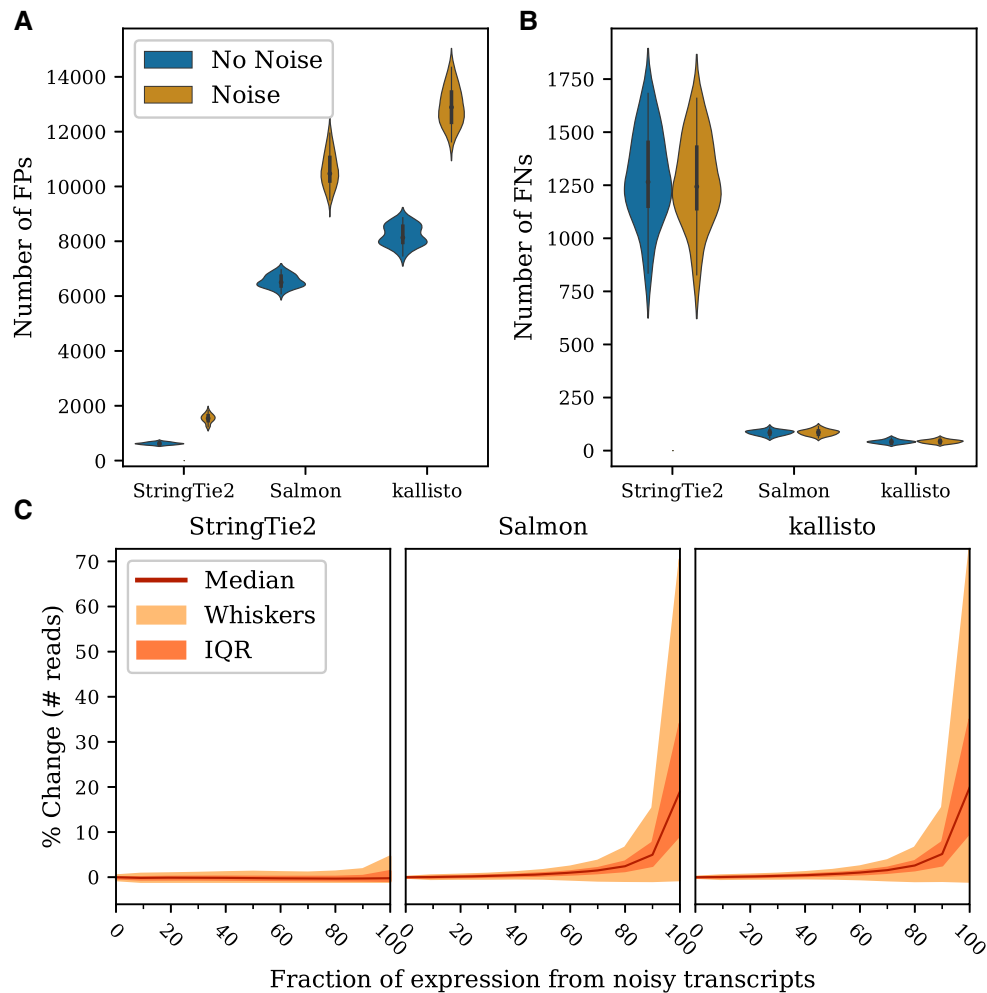 A
B
No Noise
Noise
Number of FPs
14000
12000
10000
8000
6000
4000
2000
0
StringTie2
Salmon
kallisto
Number of FNs
1750
1500
1250
1000
750
500
250
0
StringTie2
Salmon
kallisto
C
StringTie2
Salmon
kallisto
Median
Whiskers
IQR
% Change (# reads)
70
60
50
40
30
20
10
0
0 20 40 60 80 100
0 20 40 60 80 100
0 20 40 60 80 100
Fraction of expression from noisy transcripts